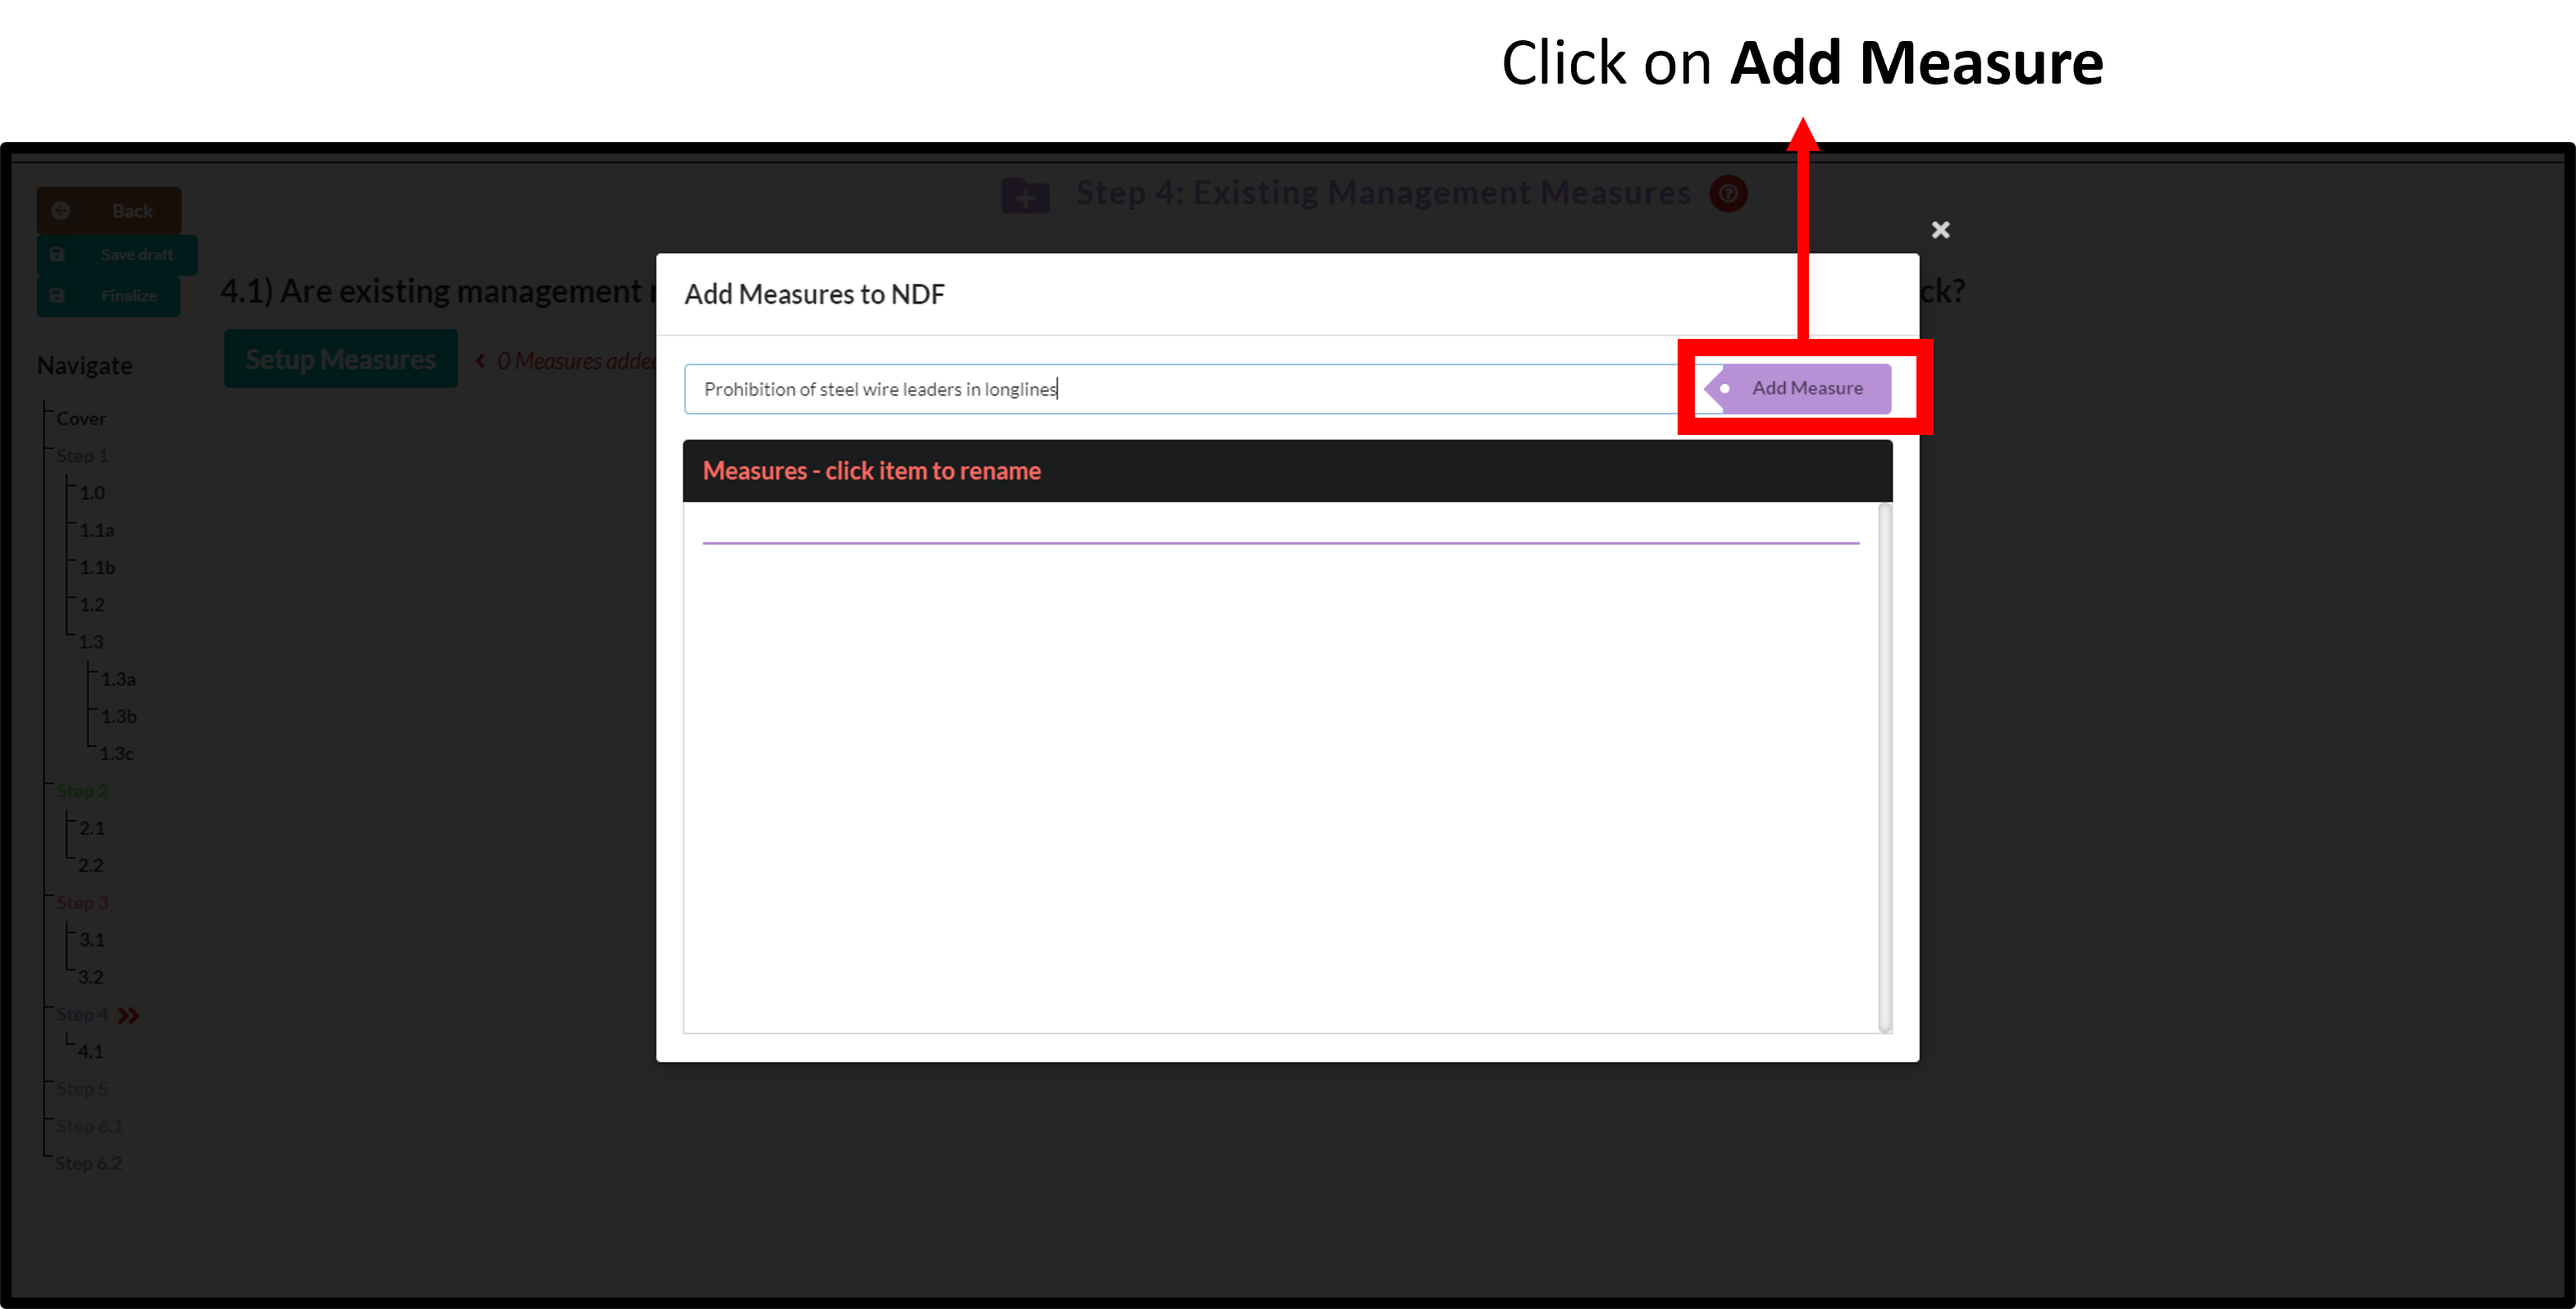 Click on Add Measure
Step 4: Existing Management Measures
Back
Save draft
Finalize
4.1) Are existing management
ck?
Setup Measures
0 Measures added
Add Measures to NDF
Prohibition of steel wire leaders in longlines
Add Measure
Measures - click item to rename
Navigate
Cover
Step 1
1.0
1.1a
1.1b
1.2
1.3
1.3a
1.3b
1.3c
Step 2
2.1
2.2
Step 3
3.1
3.2
Step 4
4.1
Step 5
Step 6.1
Step 6.2